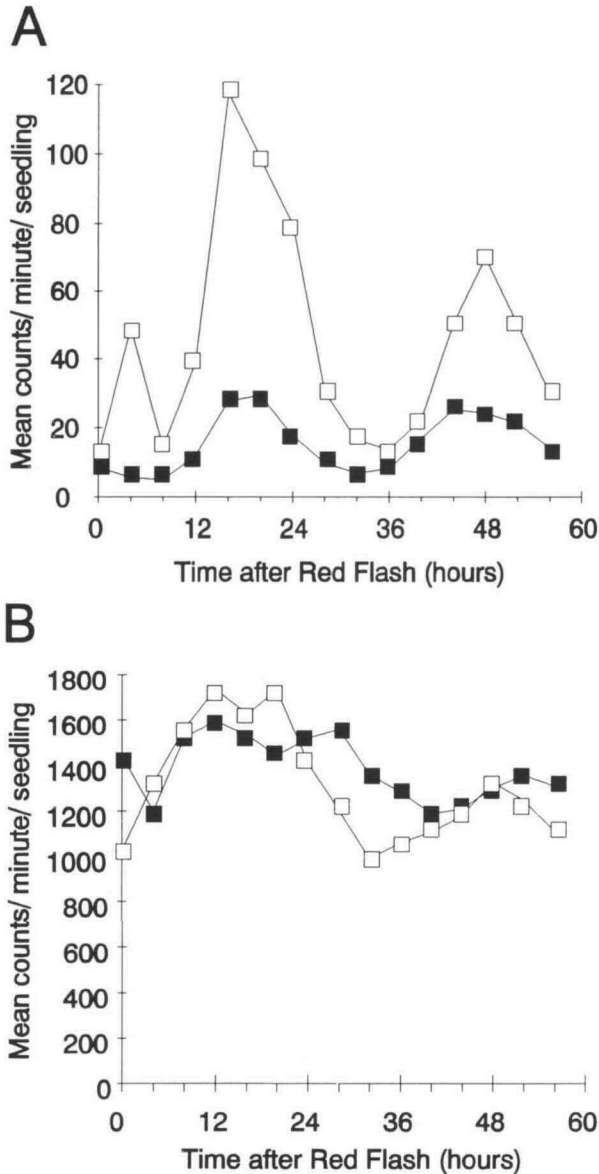 A
Mean counts/ minute/ seedling
120
100
80
60
40
20
0
0 12 24 36 48 60
Time after Red Flash (hours)
B
Mean counts/ minute/ seedling
1800
1600
1400
1200
1000
800
600
400
200
0
0 12 24 36 48 60
Time after Red Flash (hours)